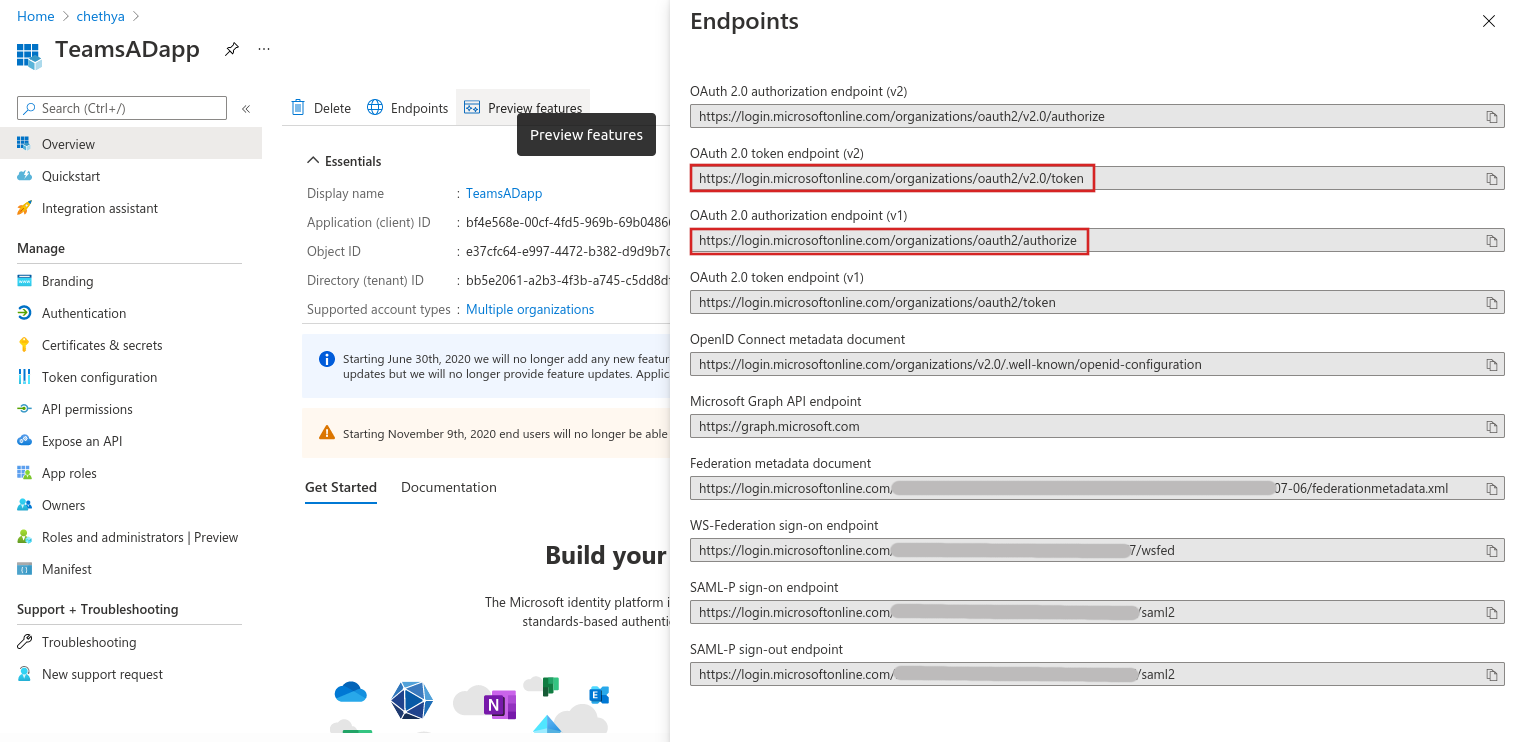 Home > chethya >
TeamsADapp
Search (Ctrl+/)
«
Overview
Quickstart
Integration assistant
Manage
Branding
Authentication
Certificates & secrets
Token configuration
API permissions
Expose an API
App roles
Owners
Roles and administrators | Preview
Manifest
Support + Troubleshooting
Troubleshooting
New support request
Delete
Endpoints
Preview features
Preview features
Essentials
Display name : TeamsADapp
Application (client) ID : bf4e568e-00cf-4fd5-969b-69b0486
Object ID : e37cfc64-e997-4472-b382-d9d9b7c
Directory (tenant) ID : bb5e2061-a2b3-4f3b-a745-c5dd8d
Supported account types : Multiple organizations
Starting June 30th, 2020 we will no longer add any new featur
updates but we will no longer provide feature updates. Applic
Starting November 9th, 2020 end users will no longer be able
Get Started
Documentation
Build your
The Microsoft identity platform i
standards-based authenti
N
E
Endpoints
OAuth 2.0 authorization endpoint (v2)
https://login.microsoftonline.com/organizations/oauth2/v2.0/authorize
OAuth 2.0 token endpoint (v2)
https://login.microsoftonline.com/organizations/oauth2/v2.0/token
OAuth 2.0 authorization endpoint (v1)
https://login.microsoftonline.com/organizations/oauth2/authorize
OAuth 2.0 token endpoint (v1)
https://login.microsoftonline.com/organizations/oauth2/token
OpenID Connect metadata document
https://login.microsoftonline.com/organizations/v2.0/.well-known/openid-configuration
Microsoft Graph API endpoint
https://graph.microsoft.com
Federation metadata document
https://login.microsoftonline.com/ 07-06/federationmetadata.xml
WS-Federation sign-on endpoint
https://login.microsoftonline.com/ 7/wsfed
SAML-P sign-on endpoint
https://login.microsoftonline.com/ /saml2
SAML-P sign-out endpoint
https://login.microsoftonline.com/ /saml2